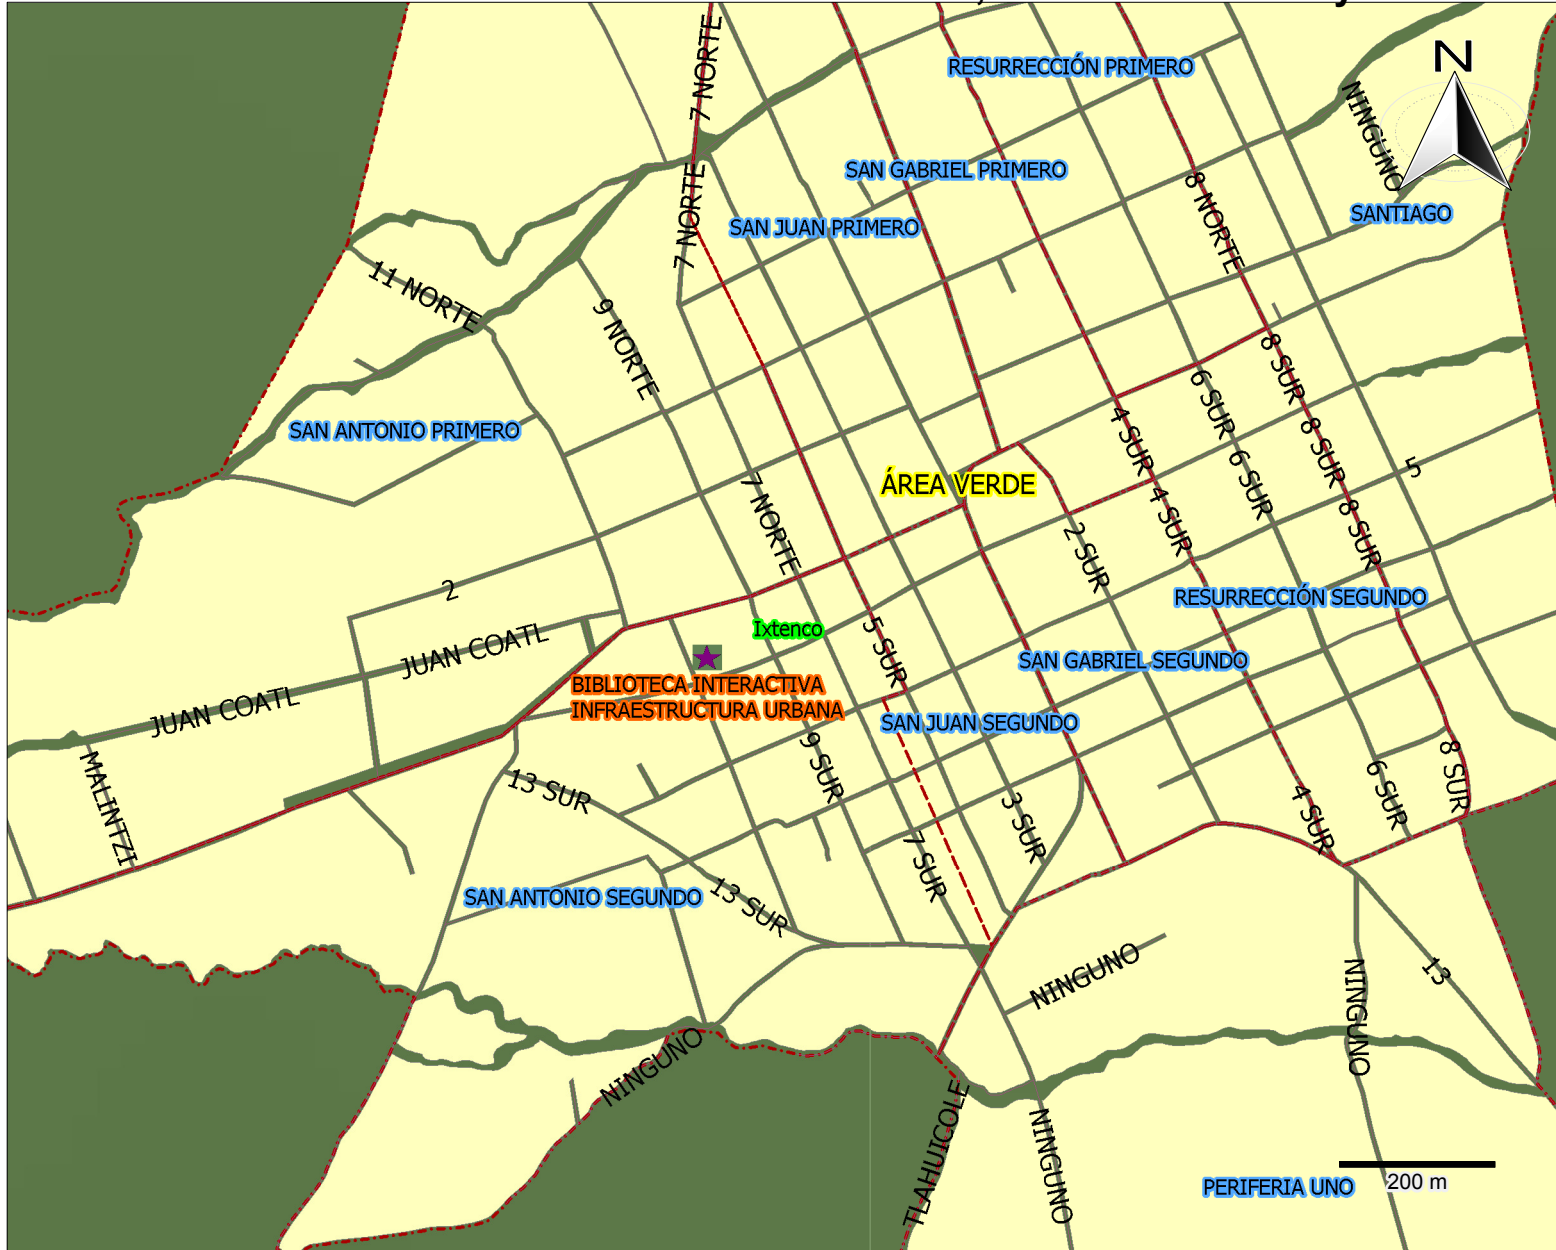 7 NORTE
N
RESURRECCIÓN PRIMERO
NINGUNO
SAN GABRIEL PRIMERO
7 NORTE
8 NORTE
SANTIAGO
SAN JUAN PRIMERO
11 NORTE
9 NORTE
8 SUR
6 SUR
4 SUR
8 SUR
SAN ANTONIO PRIMERO
6 SUR
5
ÁREA VERDE
7 NORTE
4 SUR
8 SUR
2 SUR
2
RESURRECCIÓN SEGUNDO
Ixtenco
JUAN COATL
5 SUR
SAN GABRIEL SEGUNDO
BIBLIOTECA INTERACTIVA
INFRAESTRUCTURA URBANA
JUAN COATL
SAN JUAN SEGUNDO
9 SUR
MALINTZI
13 SUR
3 SUR
4 SUR
6 SUR
8 SUR
7 SUR
SAN ANTONIO SEGUNDO
13 SUR
NINGUNO
NINGUNO
13
NINGUNO
TLAHUICOLE
NINGUNO
PERIFERIA UNO
200 m